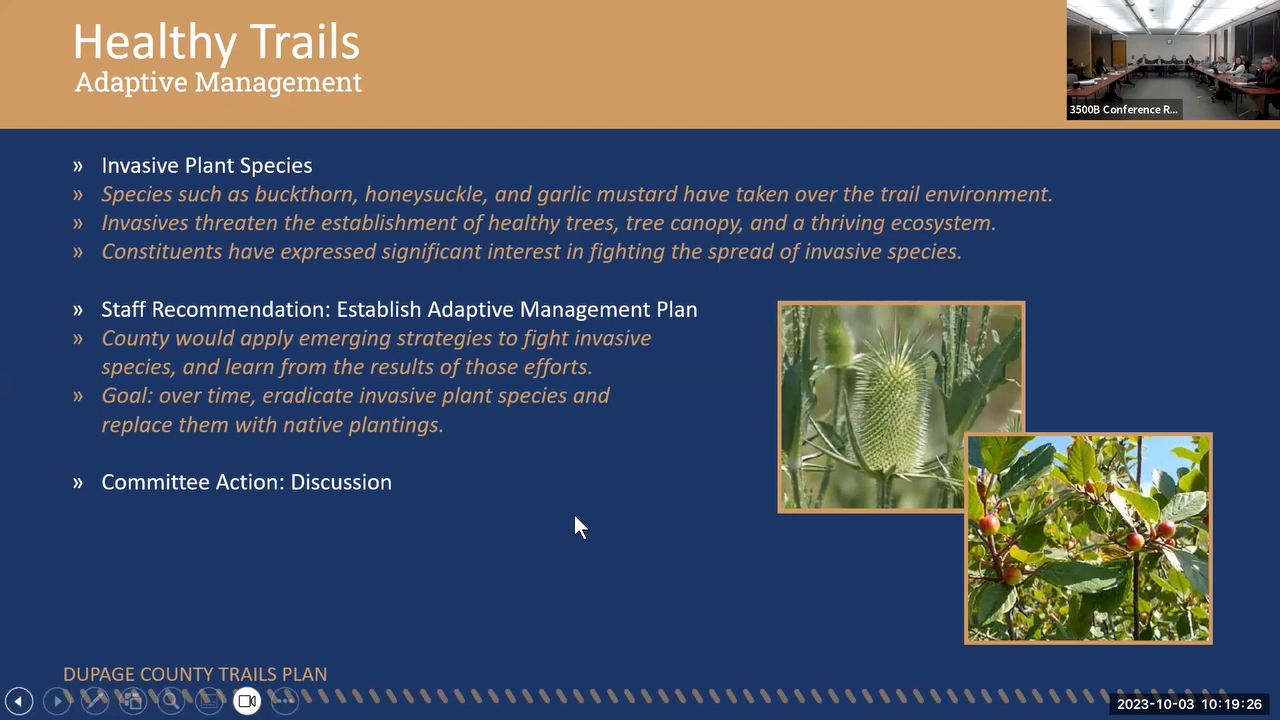 Healthy Trails
Adaptive Management
3500B Conference R...
» Invasive Plant Species
» Species such as buckthorn, honeysuckle, and garlic mustard have taken over the trail environment.
» Invasives threaten the establishment of healthy trees, tree canopy, and a thriving ecosystem.
» Constituents have expressed significant interest in fighting the spread of invasive species.
» Staff Recommendation: Establish Adaptive Management Plan
» County would apply emerging strategies to fight invasive
species, and learn from the results of those efforts.
» Goal: over time, eradicate invasive plant species and
replace them with native plantings.
» Committee Action: Discussion
DUPAGE COUNTY TRAILS PLAN
2023-10-03 10:19:26